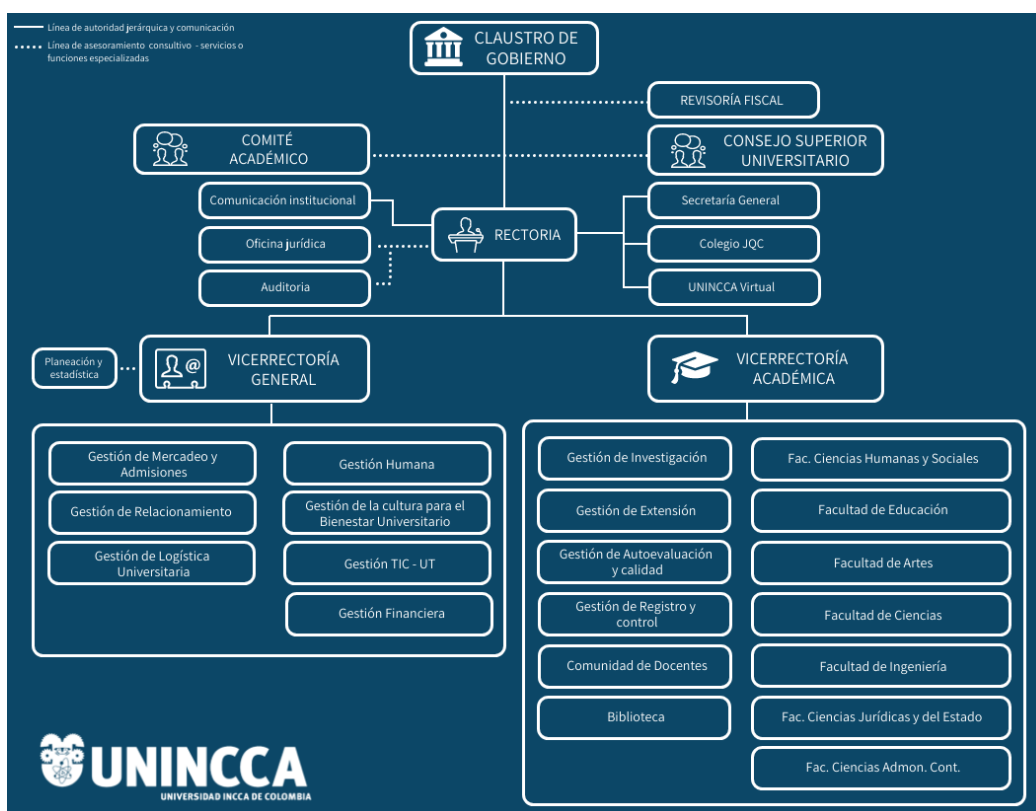 Línea de autoridad jerárquica y comunicación
Línea de asesoramiento consultivo - servicios o
funciones especializadas
CLAUSTRO DE
GOBIERNO
REVISORÍA FISCAL
COMITÉ
ACADÉMICO
CONSEJO SUPERIOR
UNIVERSITARIO
Comunicación institucional
Secretaría General
RECTORIA
Oficina jurídica
Colegio JQC
Auditoria
UNINCCA Virtual
Planeación y
estadística
VICERRECTORÍA
GENERAL
VICERRECTORÍA
ACADÉMICA
Gestión de Mercadeo y
Admisiones
Gestión Humana
Gestión de Relacionamiento
Gestión de la cultura para el
Bienestar Universitario
Gestión de Logística
Universitaria
Gestión TIC - UT
Gestión Financiera
Gestión de Investigación
Fac. Ciencias Humanas y Sociales
Gestión de Extensión
Facultad de Educación
Gestión de Autoevaluación
y calidad
Facultad de Artes
Gestión de Registro y
control
Facultad de Ciencias
Comunidad de Docentes
Facultad de Ingeniería
Biblioteca
Fac. Ciencias Jurídicas y del Estado
Fac. Ciencias Admon. Cont.
UNINCCA
UNIVERSIDAD INCCA DE COLOMBIA